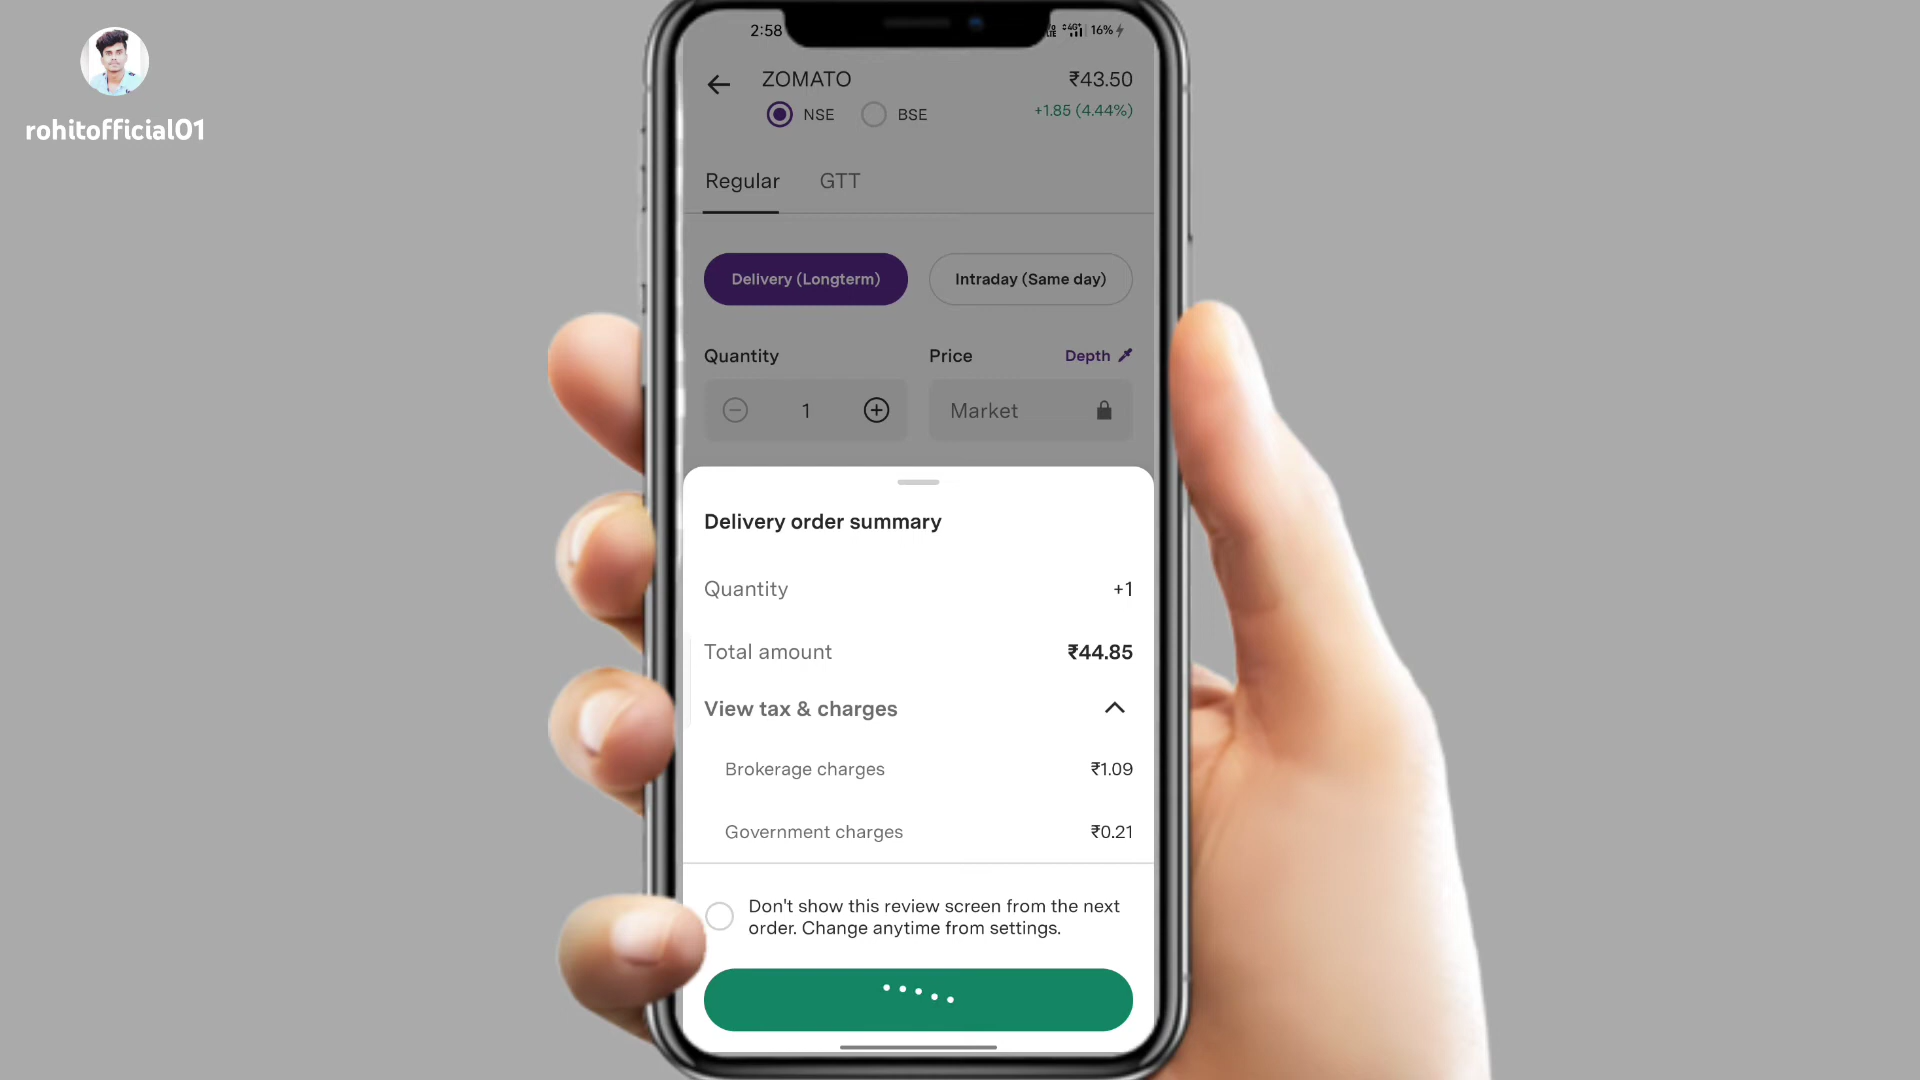 rohitofficial01
2:58
4G+
16%
ZOMATO
₹43.50
NSE
BSE
+1.85 (4.44%)
Regular
GTT
Delivery (Longterm)
Intraday (Same day)
Quantity
Price
Depth
1
Market
Delivery order summary
Quantity
+1
Total amount
₹44.85
View tax & charges
Brokerage charges
₹1.09
Government charges
₹0.21
Don't show this review screen from the next
order. Change anytime from settings.